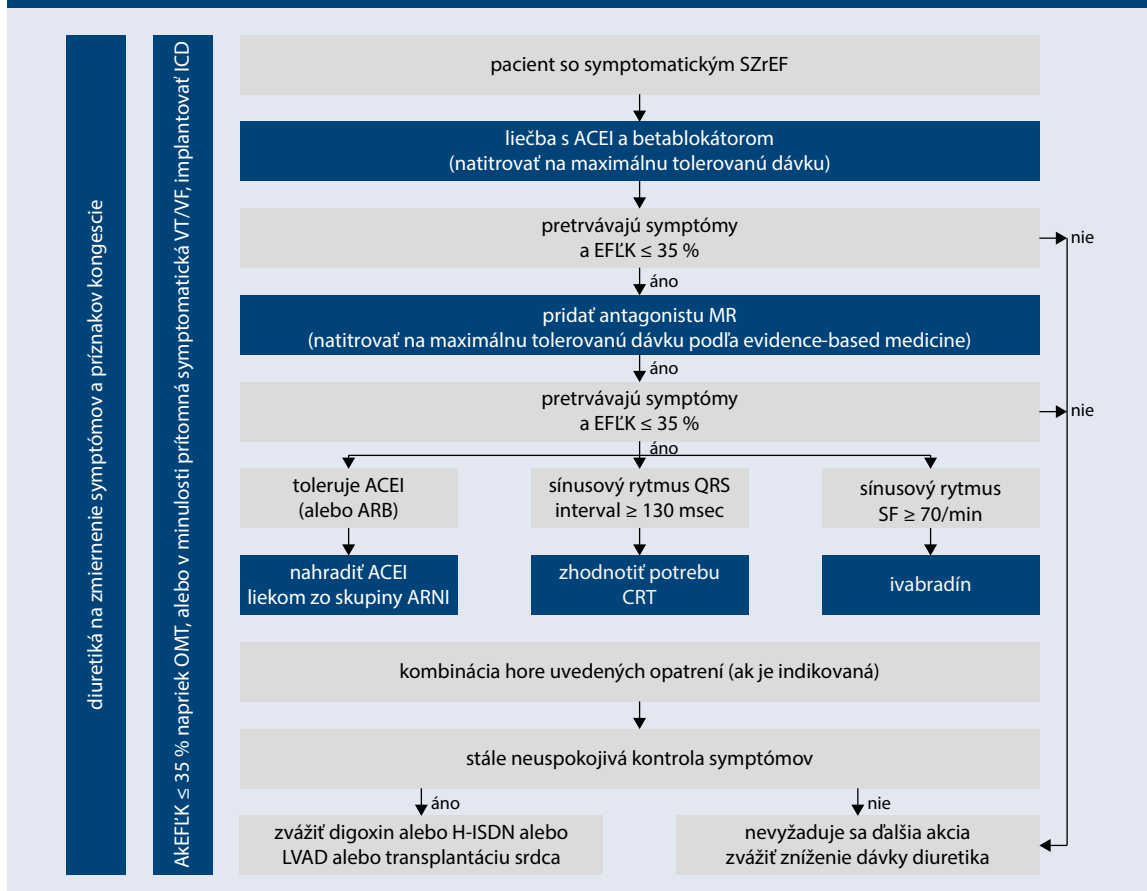 diuretiká na zmiernenie symptómov a príznakov kongescie
AkEFĽK ≤ 35 % napriek OMT, alebo v minulosti prítomná symptomatická VT/VF, implantovať ICD
pacient so symptomatickým SZrEF
liečba s ACEI a betablokátorom
(natitrovať na maximálnu tolerovanú dávku)
pretrvávajú symptómy
a EFĽK ≤ 35 %
nie
áno
pridať antagonistu MR
(natitrovať na maximálnu tolerovanú dávku podľa evidence-based medicine)
áno
pretrvávajú symptómy
a EFĽK ≤ 35 %
nie
áno
toleruje ACEI
(alebo ARB)
sínusový rytmus QRS
interval ≥ 130 msec
sínusový rytmus
SF ≥ 70/min
nahradiť ACEI
liekom zo skupiny ARNI
zhodnotiť potrebu
CRT
ivabradín
kombinácia hore uvedených opatrení (ak je indikovaná)
stále neuspokojivá kontrola symptómov
áno
nie
zvážiť digoxin alebo H-ISDN alebo
LVAD alebo transplantáciu srdca
nevyžaduje sa ďalšia akcia
zvážiť zníženie dávky diuretika